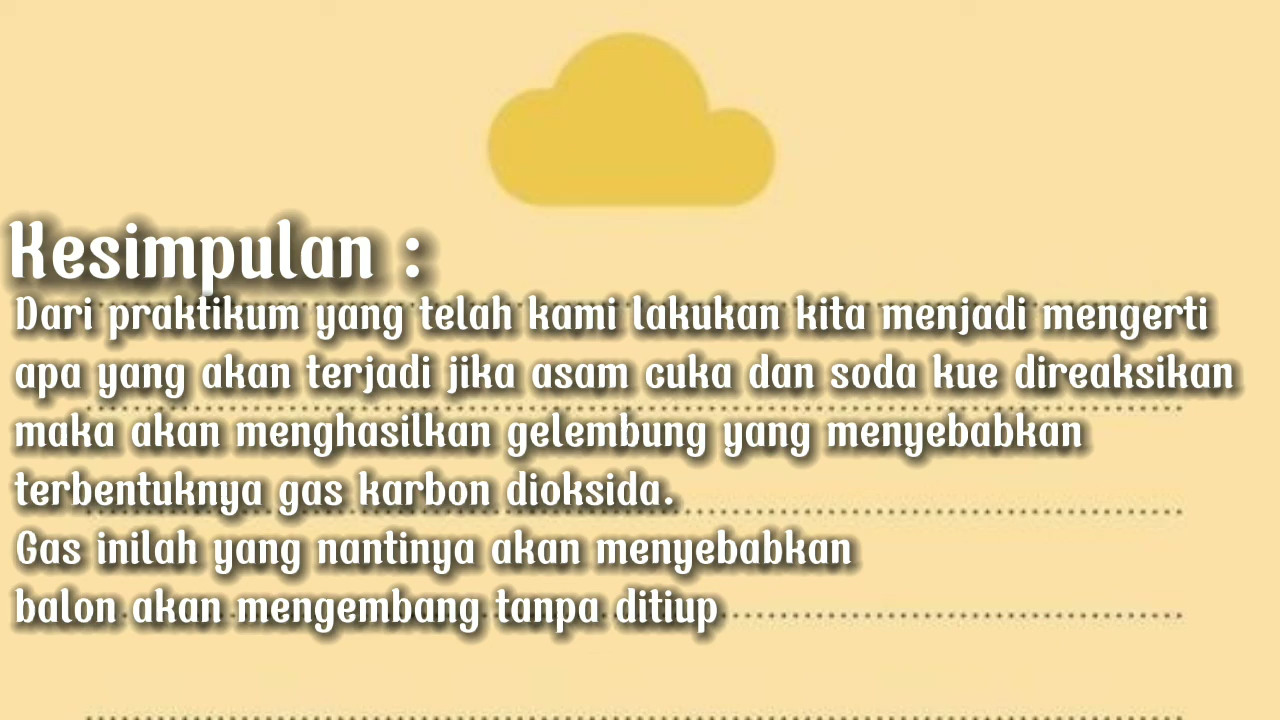 Kesimpulan :
Dari praktikum yang telah kami lakukan kita menjadi mengerti
apa yang akan terjadi jika asam cuka dan soda kue direaksikan
maka akan menghasilkan gelembung yang menyebabkan
terbentuknya gas karbon dioksida.
Gas inilah yang nantinya akan menyebabkan
balon akan mengembang tanpa ditiup